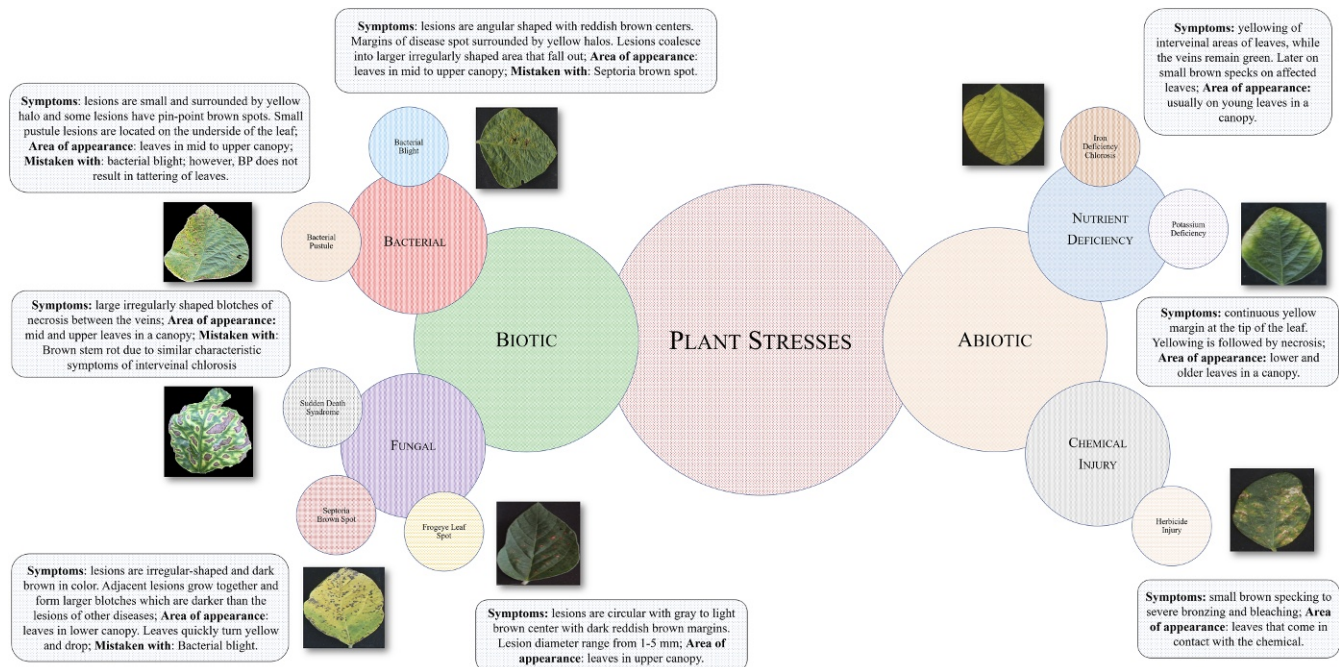 Symptoms: lesions are angular shaped with reddish brown centers.
Margins of disease spot surrounded by yellow halos. Lesions coalesce
into larger irregularly shaped area that fall out; Area of appearance:
leaves in mid to upper canopy; Mistaken with: Septoria brown spot.
Symptoms: yellowing of
interveinal areas of leaves, while
the veins remain green. Later on
small brown specks on affected
leaves; Area of appearance:
usually on young leaves in a
canopy.
Symptoms: lesions are small and surrounded by yellow
halo and some lesions have pin-point brown spots. Small
pustule lesions are located on the underside of the leaf;
Area of appearance: leaves in mid to upper canopy;
Mistaken with: bacterial blight; however, BP does not
result in tattering of leaves.
Bacterial
Blight
Iron
Deficiency
Chlorosis
Bacterial
Pustule
BACTERIAL
NUTRIENT
DEFICIENCY
Potassium
Deficiency
Symptoms: large irregularly shaped blotches of
necrosis between the veins; Area of appearance:
mid and upper leaves in a canopy; Mistaken with:
Brown stem rot due to similar characteristic
symptoms of interveinal chlorosis
BIOTIC
PLANT STRESSES
ABIOTIC
Symptoms: continuous yellow
margin at the tip of the leaf.
Yellowing is followed by necrosis;
Area of appearance: lower and
older leaves in a canopy.
Sudden Death
Syndrome
FUNGAL
CHEMICAL
INJURY
Septoria
Brown Spot
Frogeye Leaf
Spot
Herbicide
Injury
Symptoms: lesions are irregular-shaped and dark
brown in color. Adjacent lesions grow together and
form larger blotches which are darker than the
lesions of other diseases; Area of appearance:
leaves in lower canopy. Leaves quickly turn yellow
and drop; Mistaken with: Bacterial blight.
Symptoms: lesions are circular with gray to light
brown center with dark reddish brown margins.
Lesion diameter range from 1-5 mm; Area of
appearance: leaves in upper canopy.
Symptoms: small brown specking to
severe bronzing and bleaching; Area
of appearance: leaves that come in
contact with the chemical.